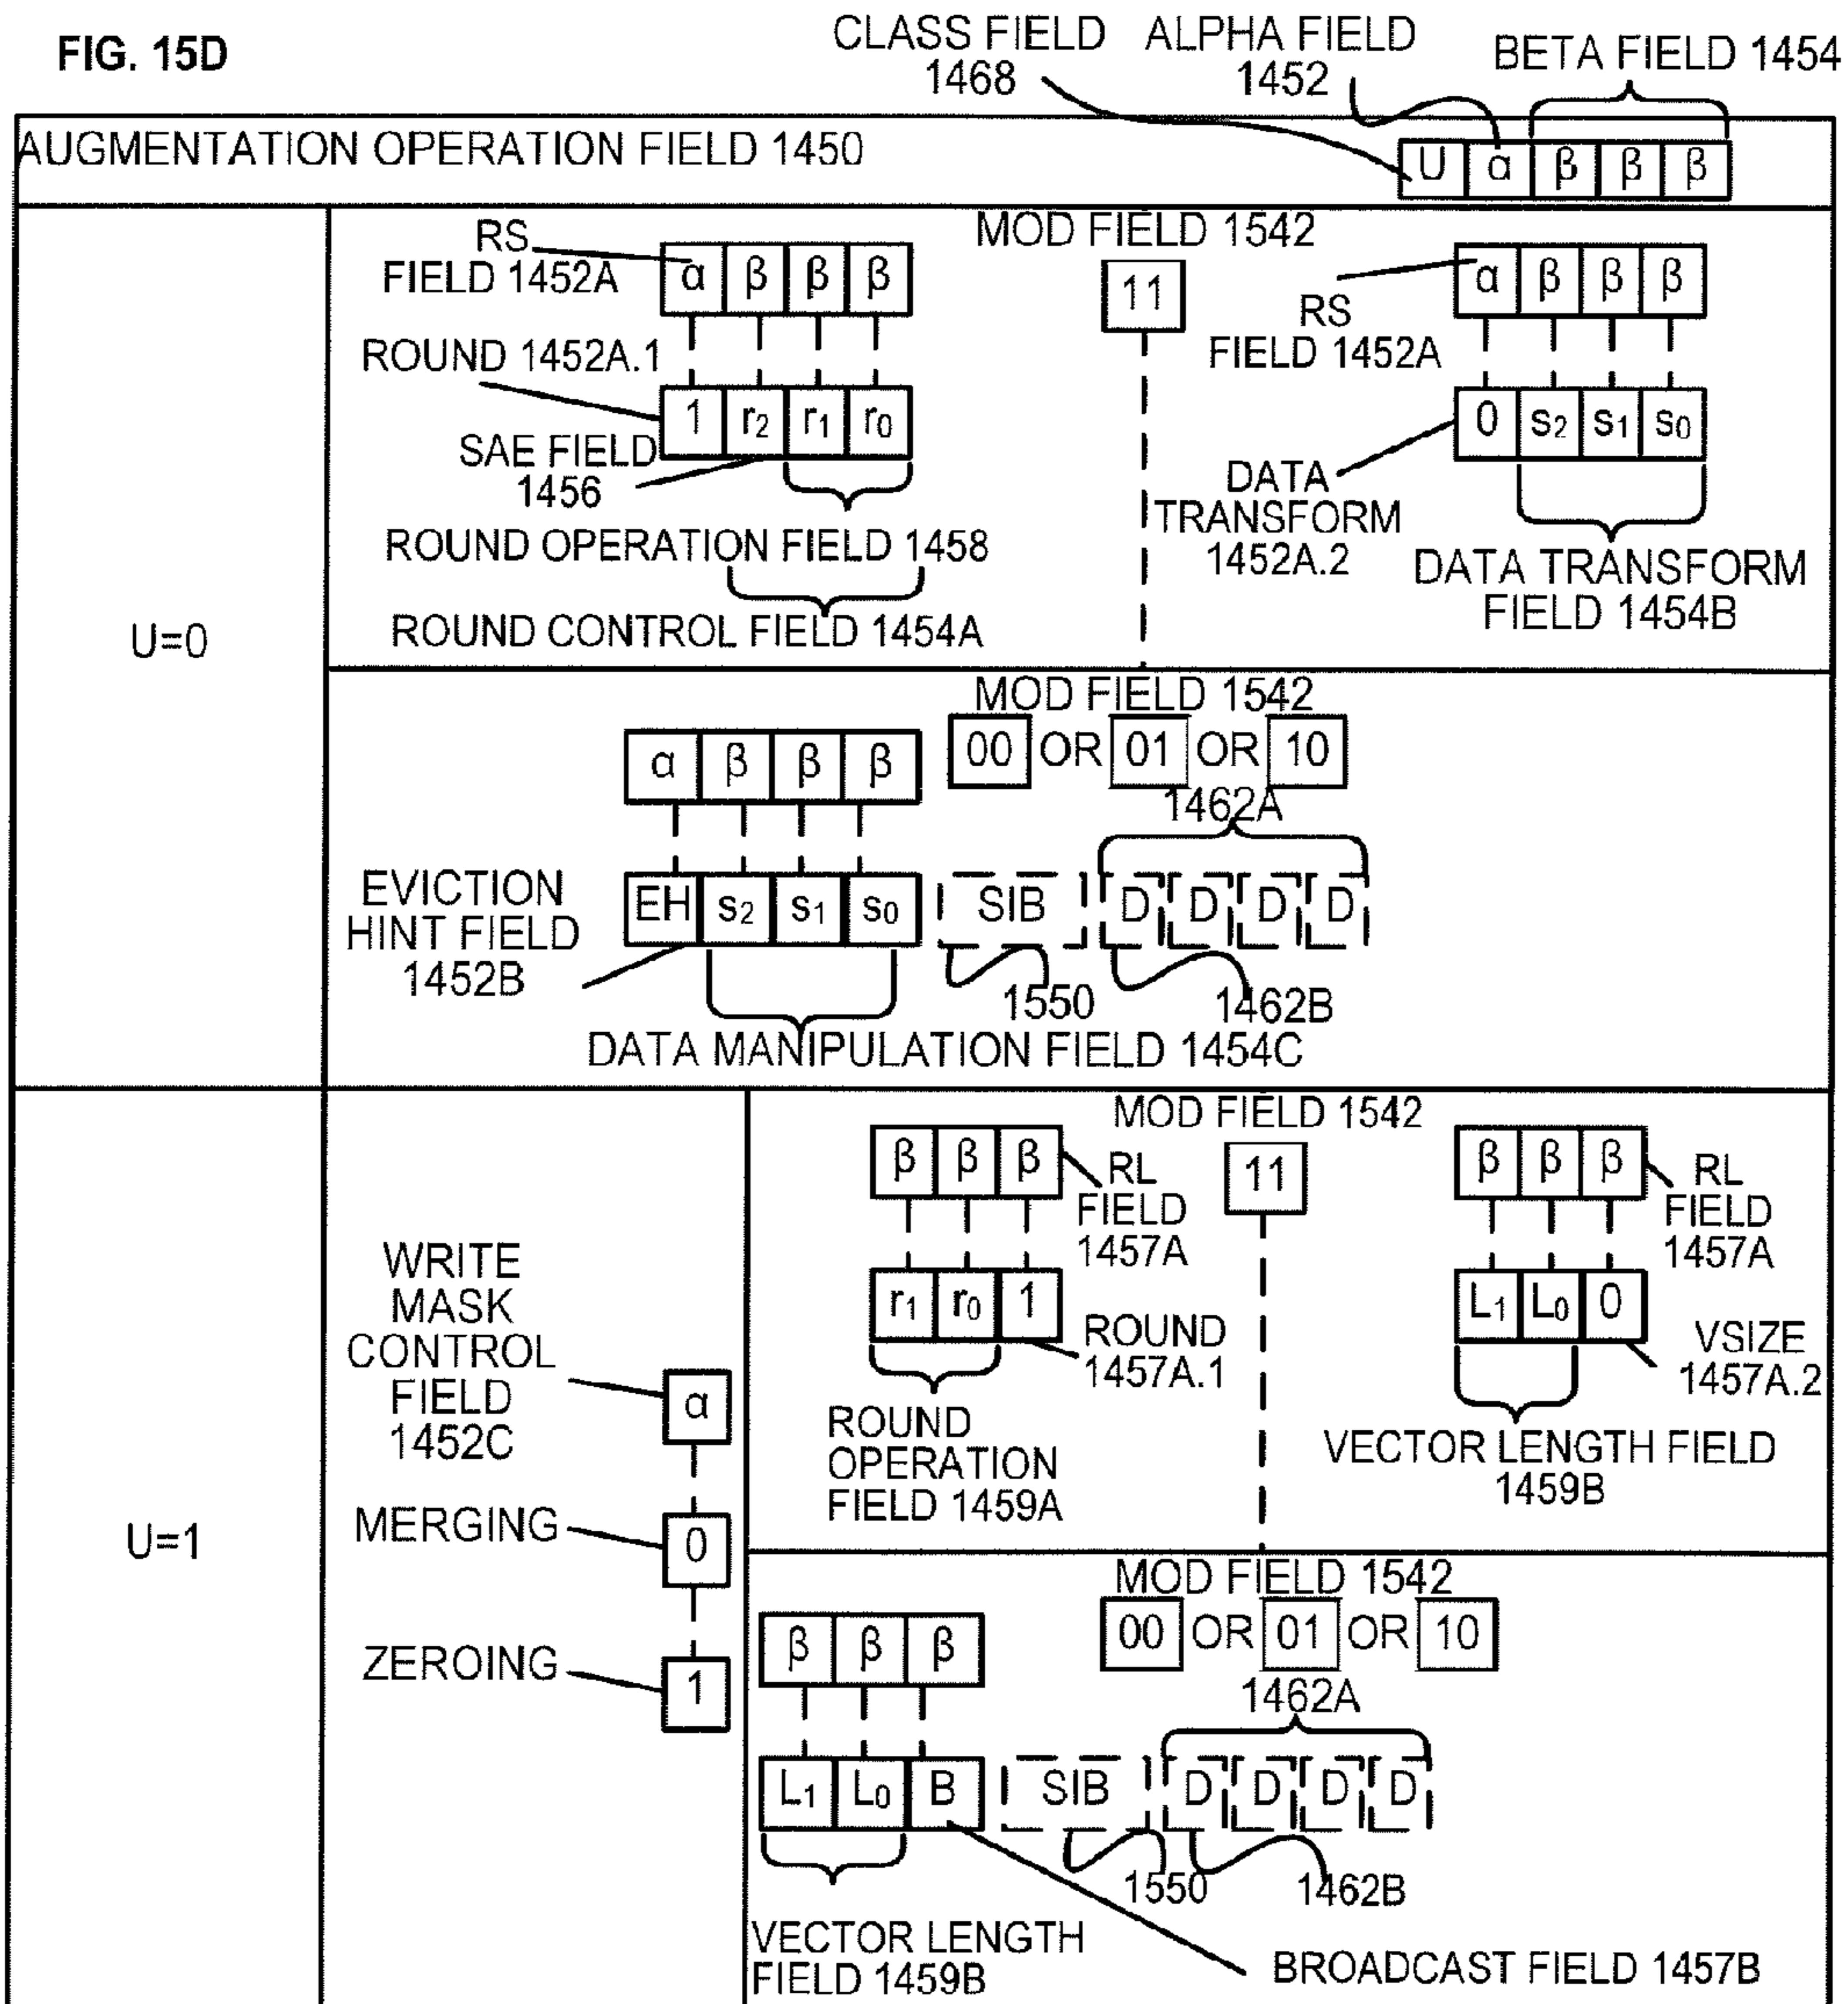 FIG. 15D
CLASS FIELD
1468
ALPHA FIELD
1452
BETA FIELD 1454
AUGMENTATION OPERATION FIELD 1450
U α β β β
U=0
RS
FIELD 1452A
α β β β
MOD FIELD 1542
11
α β β β
RS
FIELD 1452A
ROUND 1452A.1
1 r2 r1 r0
0 s2 s1 s0
SAE FIELD
1456
DATA
TRANSFORM
1452A.2
ROUND OPERATION FIELD 1458
ROUND CONTROL FIELD 1454A
DATA TRANSFORM
FIELD 1454B
MOD FIELD 1542
00 OR 01 OR 10
α β β β
1462A
EVICTION
HINT FIELD
1452B
EH s2 s1 s0
SIB
D D D D
1550
1462B
DATA MANIPULATION FIELD 1454C
U=1
WRITE
MASK
CONTROL
FIELD
1452C
α
MERGING
0
ZEROING
1
MOD FIELD 1542
11
β β β
RL
FIELD
1457A
r1 r0 1
ROUND
1457A.1
ROUND
OPERATION
FIELD 1459A
β β β
RL
FIELD
1457A
L1 L0 0
VSIZE
1457A.2
VECTOR LENGTH FIELD
1459B
MOD FIELD 1542
00 OR 01 OR 10
β β β
1462A
L1 L0 B
SIB
D D D D
1550
1462B
VECTOR LENGTH
FIELD 1459B
BROADCAST FIELD 1457B